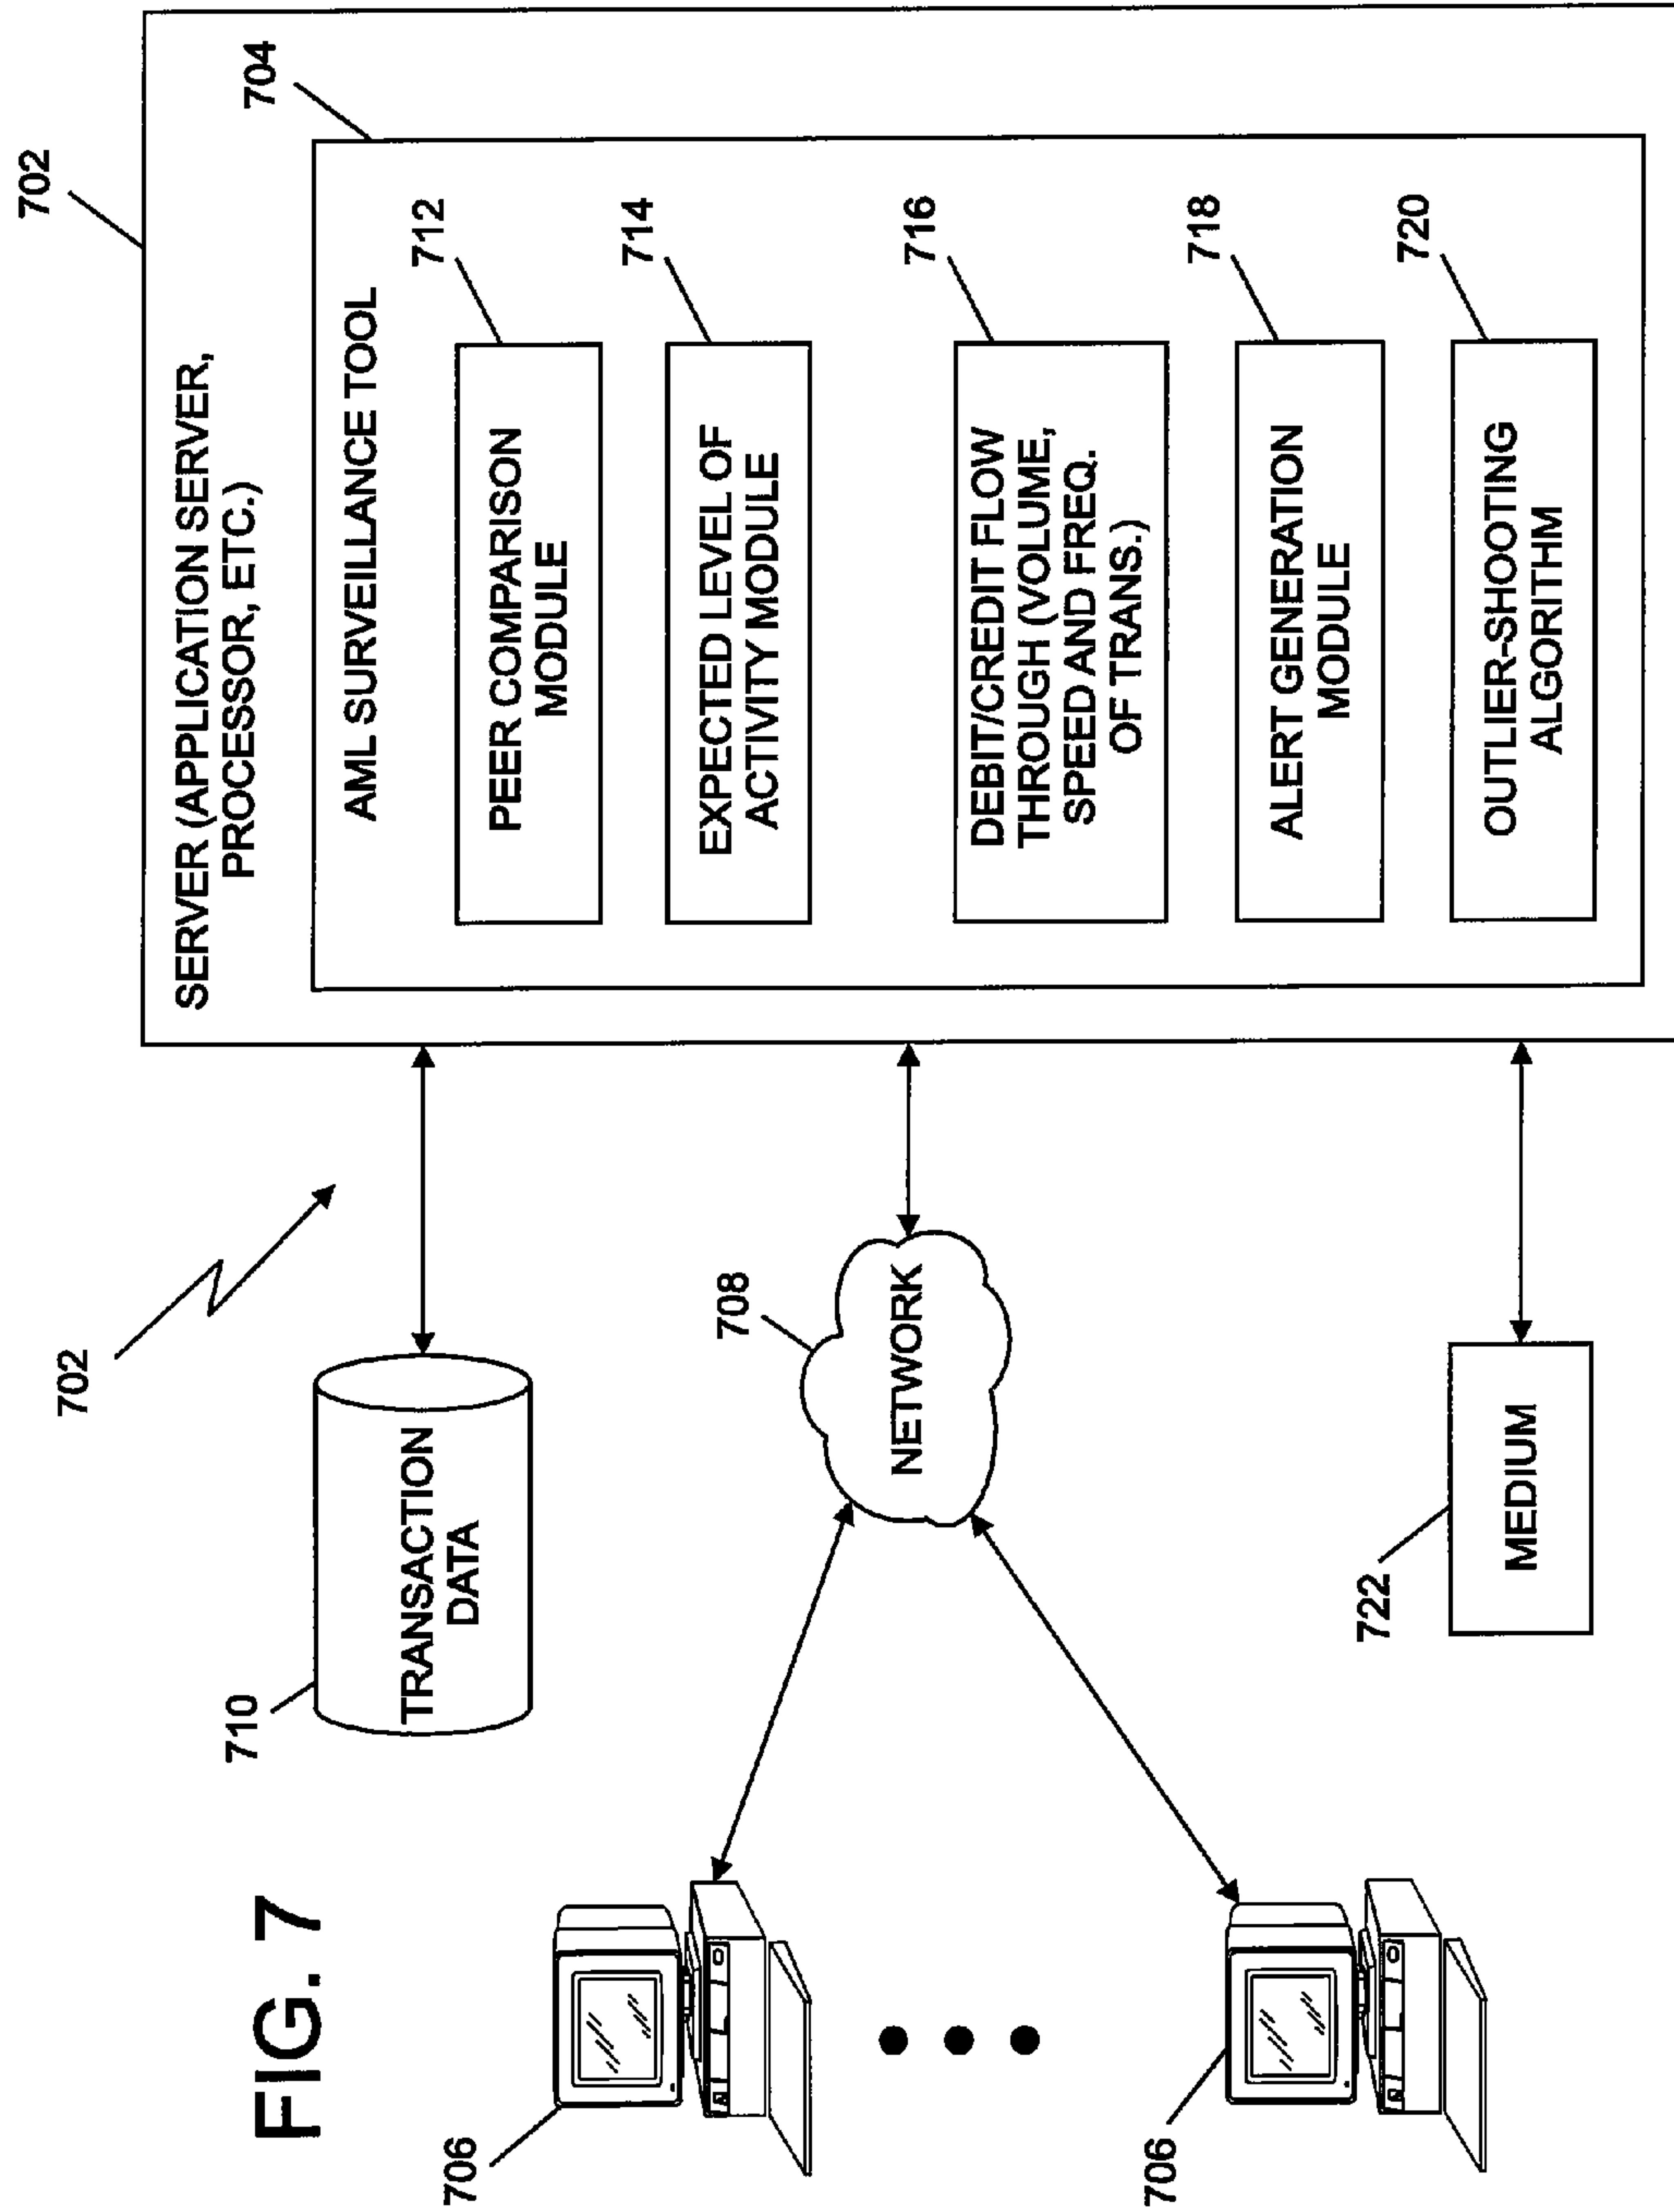 FIG. 7
702
702
SERVER (APPLICATION SERVER,
PROCESSOR, ETC.)
704
AML SURVEILLANCE TOOL
712
PEER COMPARISON
MODULE
714
EXPECTED LEVEL OF
ACTIVITY MODULE
716
DEBIT/CREDIT FLOW
THROUGH (VOLUME,
SPEED AND FREQ.
OF TRANS.)
718
ALERT GENERATION
MODULE
720
OUTLIER-SHOOTING
ALGORITHM
710
TRANSACTION
DATA
708
NETWORK
706
706
722
MEDIUM